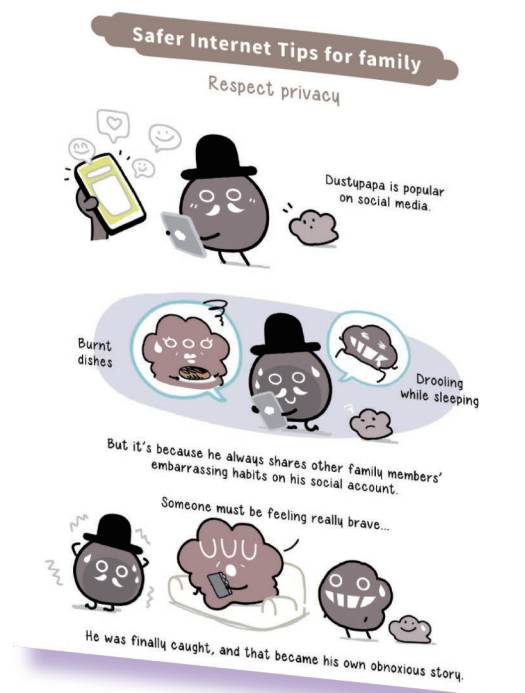 Safer Internet Tips for family
Respect privacy
Dustypapa is popular
on social media.
Burnt
dishes
Drooling
while sleeping
But it's because he always shares other family members'
embarrassing habits on his social account.
Someone must be feeling really brave...
He was finally caught, and that became his own obnoxious story.